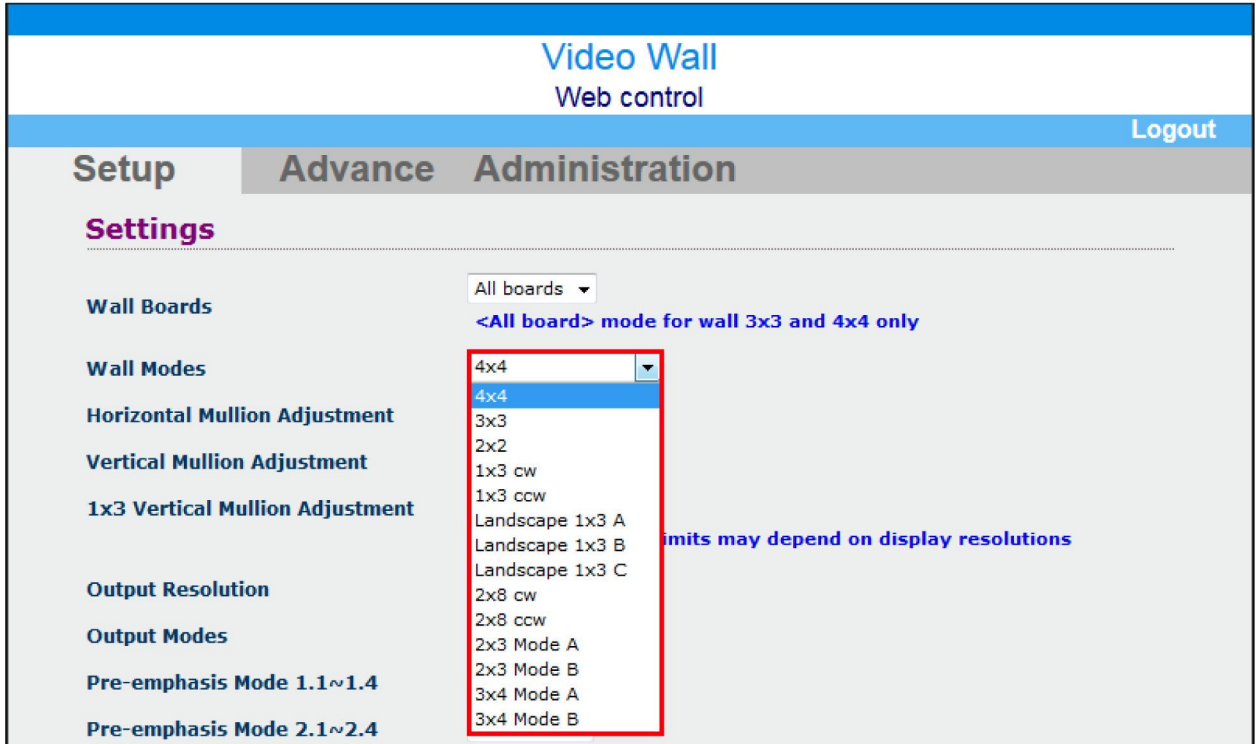 Video Wall
Web control
Logout
Setup Advance Administration
Settings
Wall Boards
All boards
<All board> mode for wall 3x3 and 4x4 only
Wall Modes
4x4
4x4
3x3
2x2
1x3 cw
1x3 ccw
Landscape 1x3 A
Landscape 1x3 B
Landscape 1x3 C
2x8 cw
2x8 ccw
2x3 Mode A
2x3 Mode B
3x4 Mode A
3x4 Mode B
Horizontal Mullion Adjustment
Vertical Mullion Adjustment
1x3 Vertical Mullion Adjustment
may depend on display resolutions
Output Resolution
Output Modes
Pre-emphasis Mode 1.1~1.4
Pre-emphasis Mode 2.1~2.4